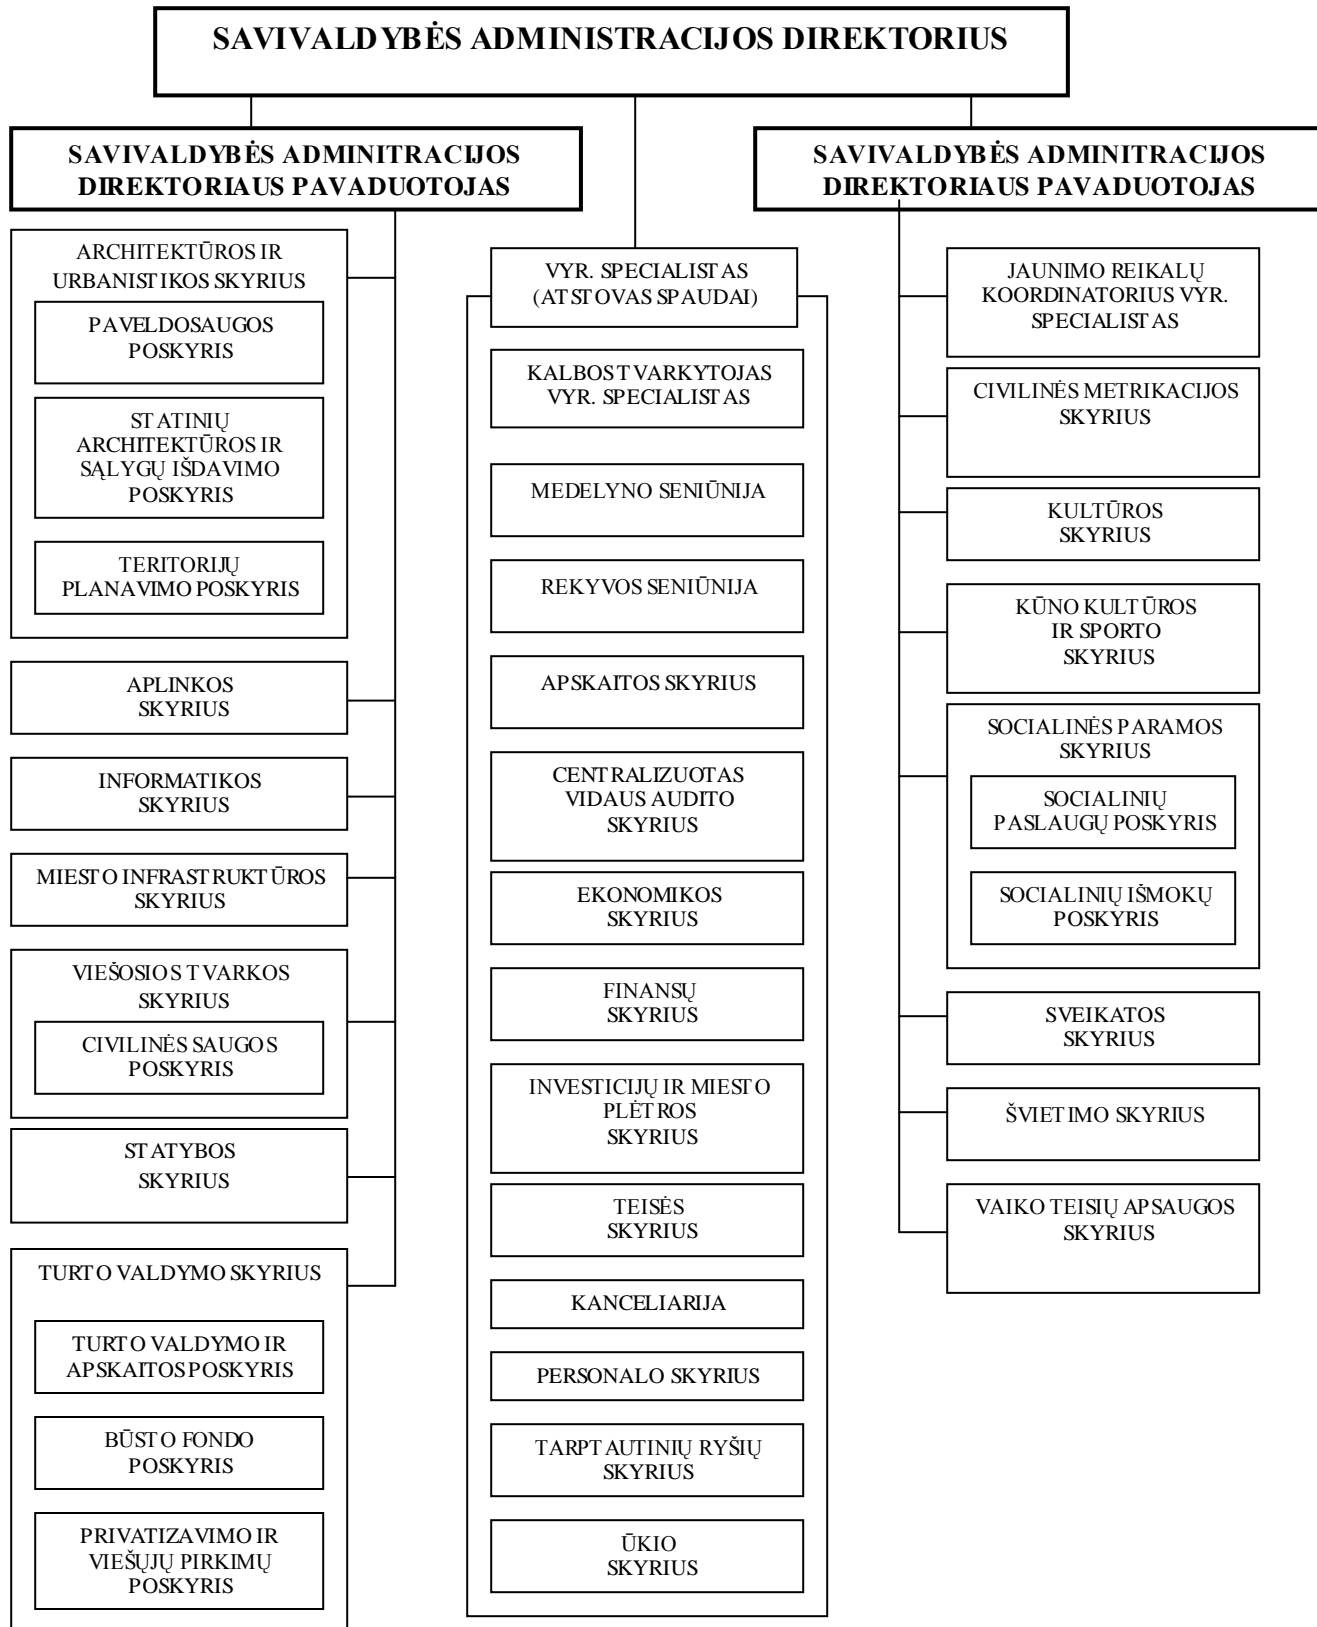 SAVIVALDYBĖS ADMINISTRACIJOS DIREKTORIUS
SAVIVALDYBĖS ADMINITRACIJOS
DIREKTORIAUS PAVADUOTOJAS
SAVIVALDYBĖS ADMINITRACIJOS
DIREKTORIAUS PAVADUOTOJAS
ARCHITEKTŪROS IR
URBANISTIKOS SKYRIUS
PAVELDOSAUGOS
POSKYRIS
STATINIŲ
ARCHITEKTŪROS IR
SĄLYGŲ IŠDAVIMO
POSKYRIS
TERITORIJŲ
PLANAVIMO POSKYRIS
APLINKOS
SKYRIUS
INFORMATIKOS
SKYRIUS
MIESTO INFRASTRUKTŪROS
SKYRIUS
VIEŠOSIOS TVARKOS
SKYRIUS
CIVILINĖS SAUGOS
POSKYRIS
STATYBOS
SKYRIUS
TURTO VALDYMO SKYRIUS
TURTO VALDYMO IR
APSKAITOS POSKYRIS
BŪSTO FONDO
POSKYRIS
PRIVATIZAVIMO IR
VIEŠŲJŲ PIRKIMŲ
POSKYRIS
VYR. SPECIALISTAS
(ATSTOVAS SPAUDAI)
KALBOS TVARKYTOJAS
VYR. SPECIALISTAS
MEDELYNO SENIŪNIJA
REKYVOS SENIŪNIJA
APSKAITOS SKYRIUS
CENTRALIZUOTAS
VIDAUS AUDITO
SKYRIUS
EKONOMIKOS
SKYRIUS
FINANSŲ
SKYRIUS
INVESTICIJŲ IR MIESTO
PLĖTROS
SKYRIUS
TEISĖS
SKYRIUS
KANCELIARIJA
PERSONALO SKYRIUS
TARPTAUTINIŲ RYŠIŲ
SKYRIUS
ŪKIO
SKYRIUS
JAUNIMO REIKALŲ
KOORDINATORIUS VYR.
SPECIALISTAS
CIVILINĖS METRIKACIJOS
SKYRIUS
KULTŪROS
SKYRIUS
KŪNO KULTŪROS
IR SPORTO
SKYRIUS
SOCIALINĖS PARAMOS
SKYRIUS
SOCIALINIŲ
PASLAUGŲ POSKYRIS
SOCIALINIŲ IŠMOKŲ
POSKYRIS
SVEIKATOS
SKYRIUS
ŠVIETIMO SKYRIUS
VAIKO TEISIŲ APSAUGOS
SKYRIUS